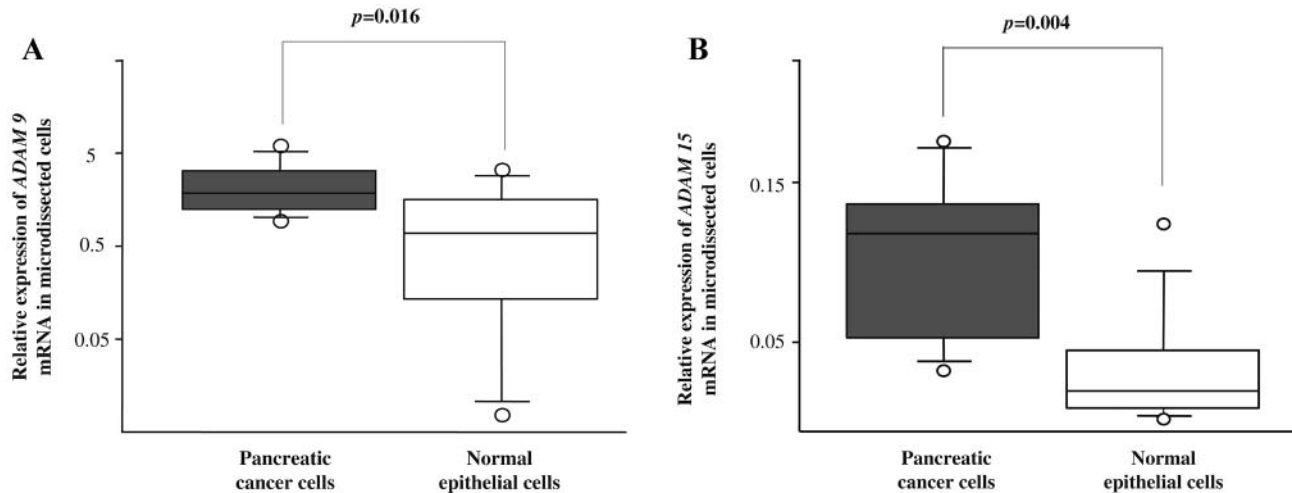 A
p=0.016
Relative expression of ADAM 9
mRNA in microdissected cells
5
0.5
0.05
Pancreatic
cancer cells
Normal
epithelial cells
B
p=0.004
Relative expression of ADAM 15
mRNA in microdissected cells
0.15
0.05
Pancreatic
cancer cells
Normal
epithelial cells